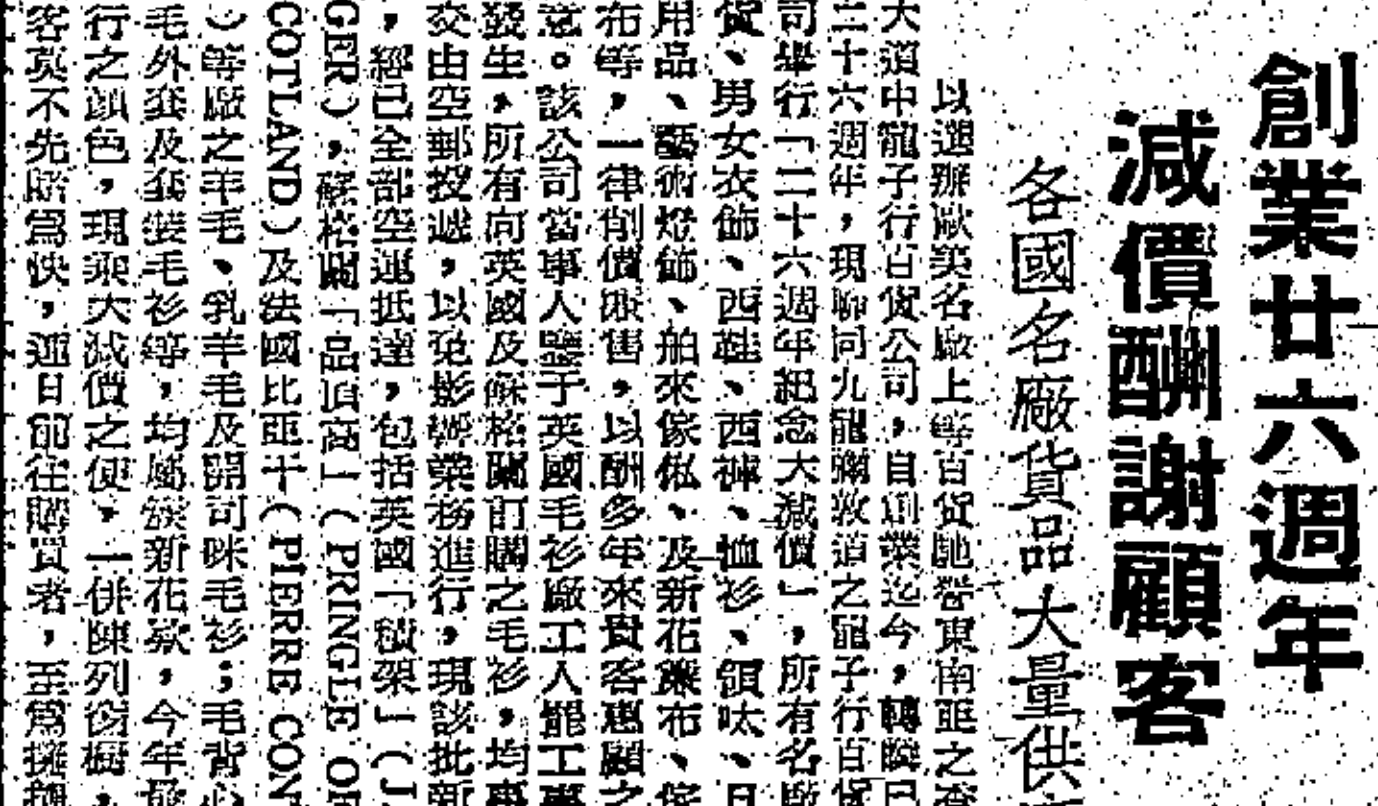 創業廿六週年
減價酬謝顧客
各國名廠貨品大量供
以選辦歐美名廠上等百貨馳譽東南亞之
大道中龍子行百貨公司，自創業迄今，轉瞬已
二十六週年，現聯同九龍彌敦道之龍子行百貨
司舉行「二十六週年紀念大減價」，所有名廠
貨、男女衣飾、西鞋、西褲、恤衫、領呔、日
用品、藝術燈飾、舶來傢俬、及新花簾布、傢
布等，一律削價發售，以酬多年來貴客惠顧之
意。該公司當事人鑒于英國毛衫廠工人罷工事
發生，所有向英國及蘇格蘭訂購之毛衫，均事
交由空郵投遞，以免影響業務進行，現該批新
，經已全部空運抵達，包括英國「積架」（J
GER），蘇格蘭「品頂高」（PRINGLE OF
COTLAND）及法國比亞卡（PIERRE CON
）等廠之羊毛、乳羊毛及開司咪毛衫；毛背心
毛外套及套裝毛衫等，均屬簇新花款，今年最
行之顏色，現乘大減價之便，一併陳列窗櫥，
客莫不先睹為快，連日前往購買者，至為擁擠